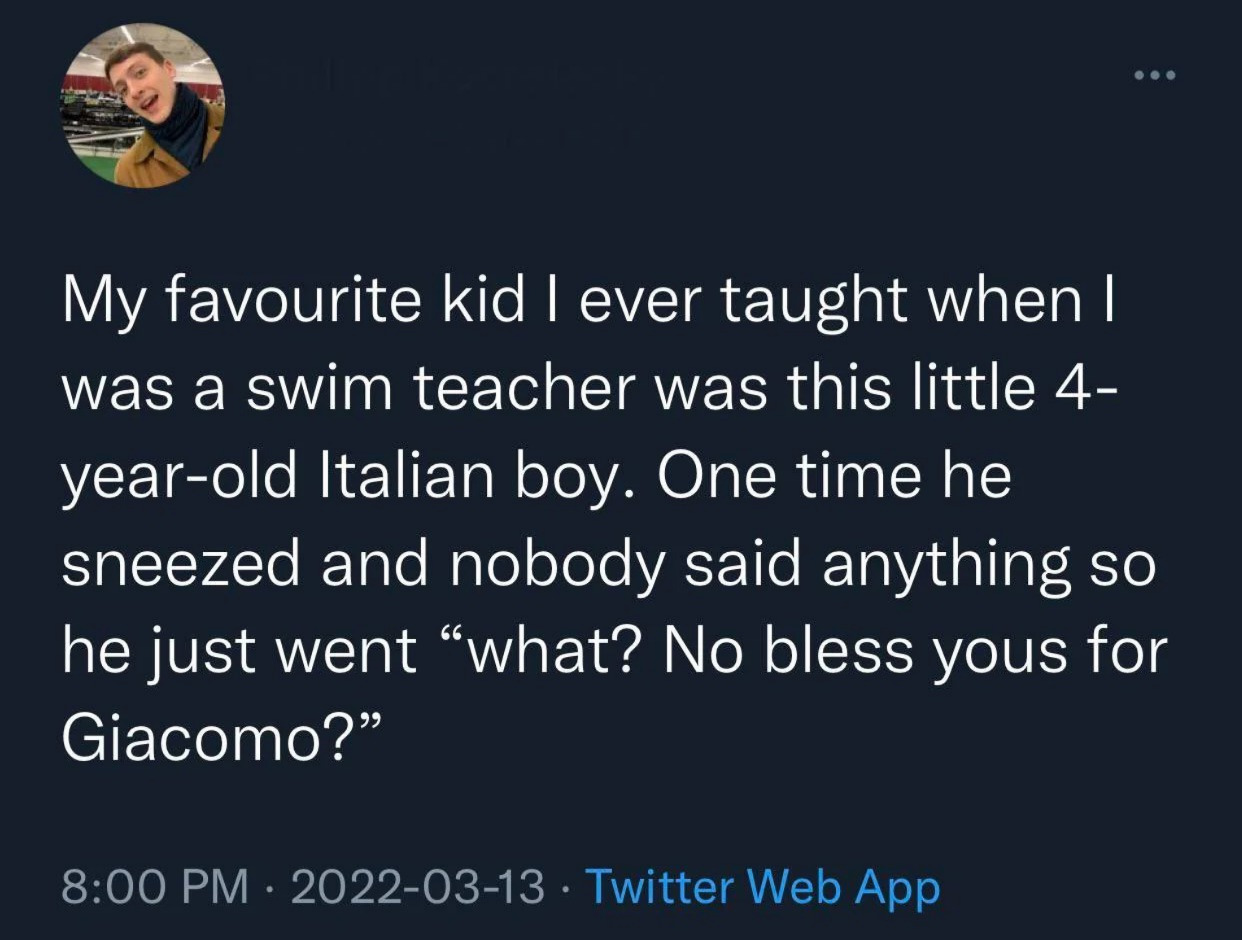 My favourite kid I ever taught when I
was a swim teacher was this little 4-
year-old Italian boy. One time he
sneezed and nobody said anything so
he just went “what? No bless yous for
Giacomo?”
8:00 PM · 2022-03-13 · Twitter Web App